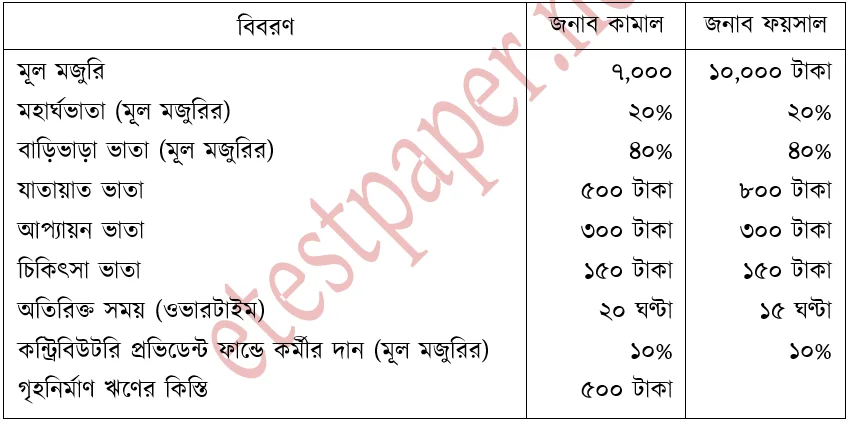 বিবরণ জনাব কামাল জনাব ফয়সাল
মূল মজুরি ৭,০০০ ১০,০০০ টাকা
মহার্ঘভাতা (মূল মজুরির) ২০% ২০%
বাড়িভাড়া ভাতা (মূল মজুরির) ৪০% ৪০%
যাতায়াত ভাতা ৫০০ টাকা ৮০০ টাকা
আপ্যায়ন ভাতা ৩০০ টাকা ৩০০ টাকা
চিকিৎসা ভাতা ১৫০ টাকা ১৫০ টাকা
অতিরিক্ত সময় (ওভারটাইম) ২০ ঘণ্টা ১৫ ঘণ্টা
কন্ট্রিবিউটরি প্রভিডেন্ট ফান্ডে কর্মীর দান (মূল মজুরির) ১০% ১০%
গৃহনির্মাণ ঋণের কিস্তি ৫০০ টাকা